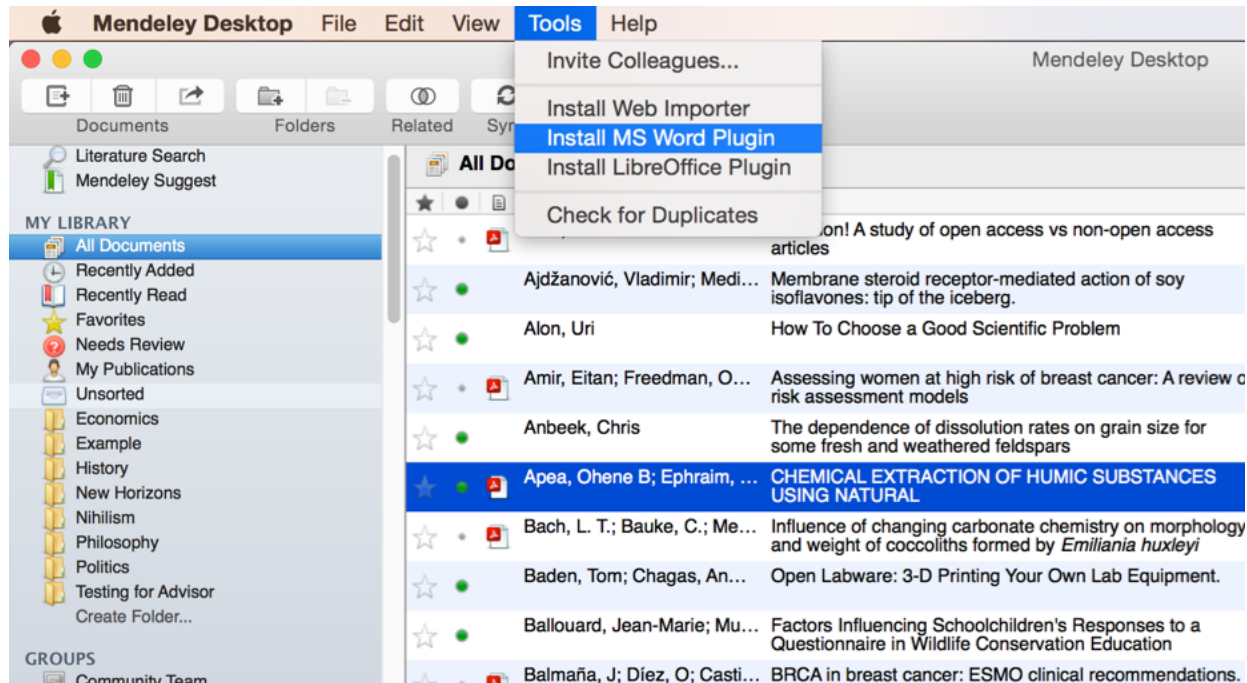 Mendeley Desktop File Edit View Tools Help
Mendeley Desktop
Invite Colleagues...
Install Web Importer
Install MS Word Plugin
Install LibreOffice Plugin
Check for Duplicates
Documents Folders Related
Literature Search
Mendeley Suggest
MY LIBRARY
All Documents
Recently Added
Recently Read
Favorites
Needs Review
My Publications
Unsorted
Economics
Example
History
New Horizons
Nihilism
Philosophy
Politics
Testing for Advisor
Create Folder...
GROUPS
Community Team
All
A study of open access vs non-open access
articles
Ajdžanović, Vladimir; Medi... Membrane steroid receptor-mediated action of soy
isoflavones: tip of the iceberg.
Alon, Uri How To Choose a Good Scientific Problem
Amir, Eitan; Freedman, O... Assessing women at high risk of breast cancer: A review
risk assessment models
Anbeek, Chris The dependence of dissolution rates on grain size for
some fresh and weathered feldspars
Apea, Ohene B; Ephraim, ... CHEMICAL EXTRACTION OF HUMIC SUBSTANCES
USING NATURAL
Bach, L. T.; Bauke, C.; Me... Influence of changing carbonate chemistry on morphology
and weight of coccoliths formed by Emiliania huxleyi
Baden, Tom; Chagas, An... Open Labware: 3-D Printing Your Own Lab Equipment.
Ballouard, Jean-Marie; Mu... Factors Influencing Schoolchildren's Responses to a
Questionnaire in Wildlife Conservation Education
Balmaña, J; Díez, O; Casti... BRCA in breast cancer: ESMO clinical recommendations.